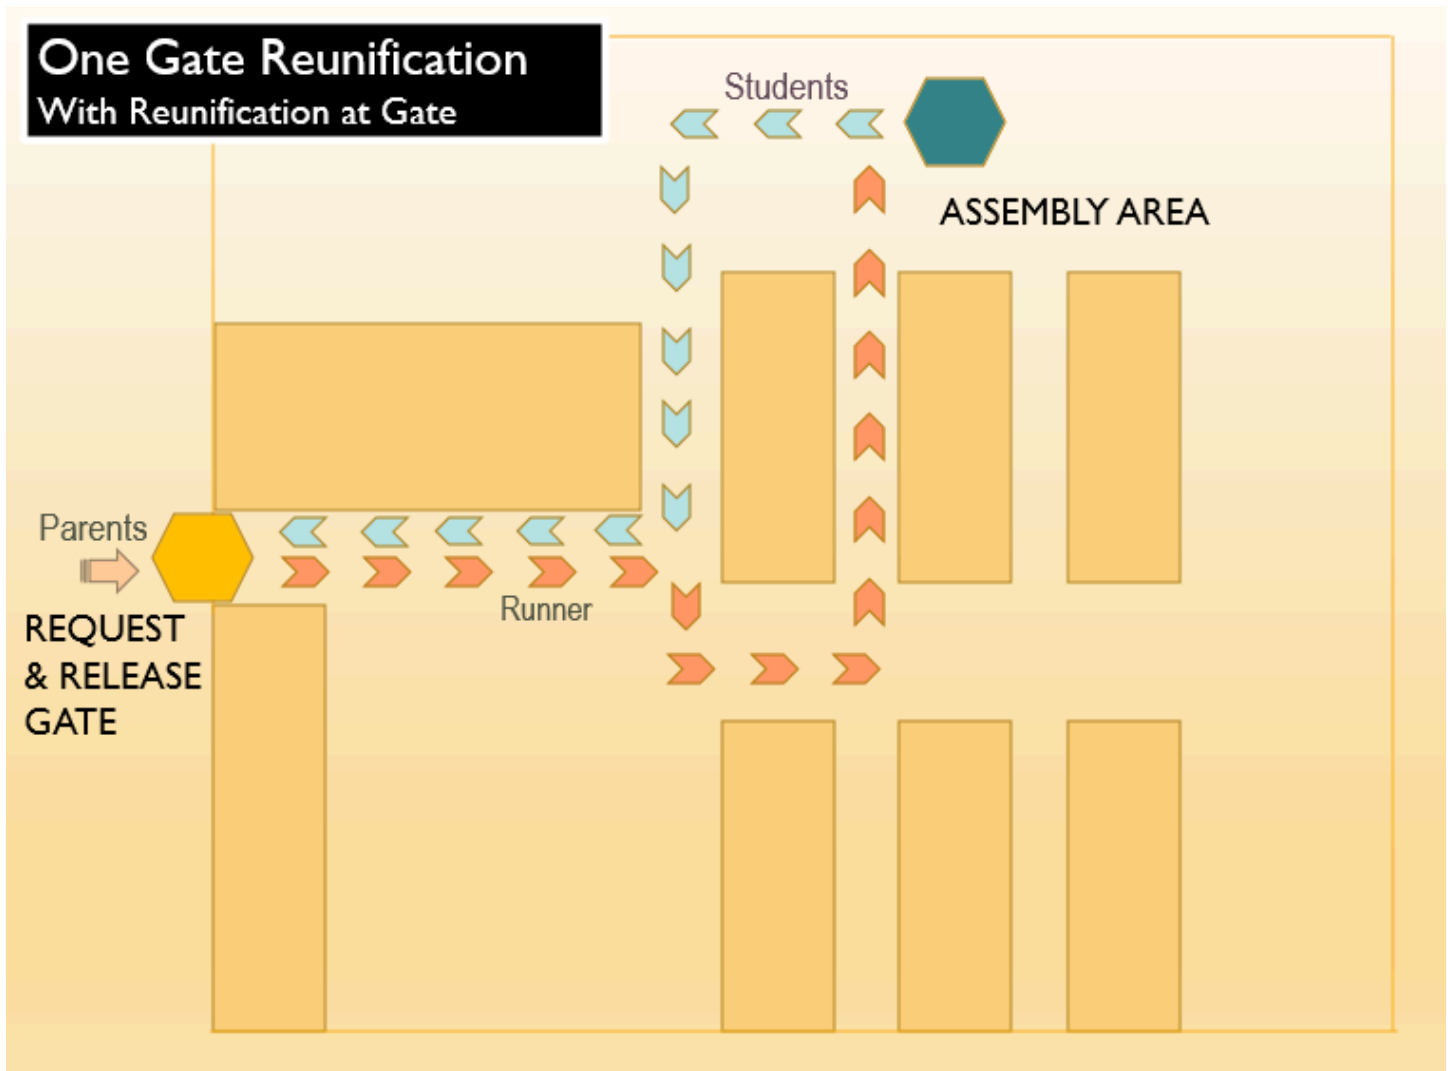 One Gate Reunification
With Reunification at Gate
Students
ASSEMBLY AREA
Parents
Runner
REQUEST
& RELEASE
GATE